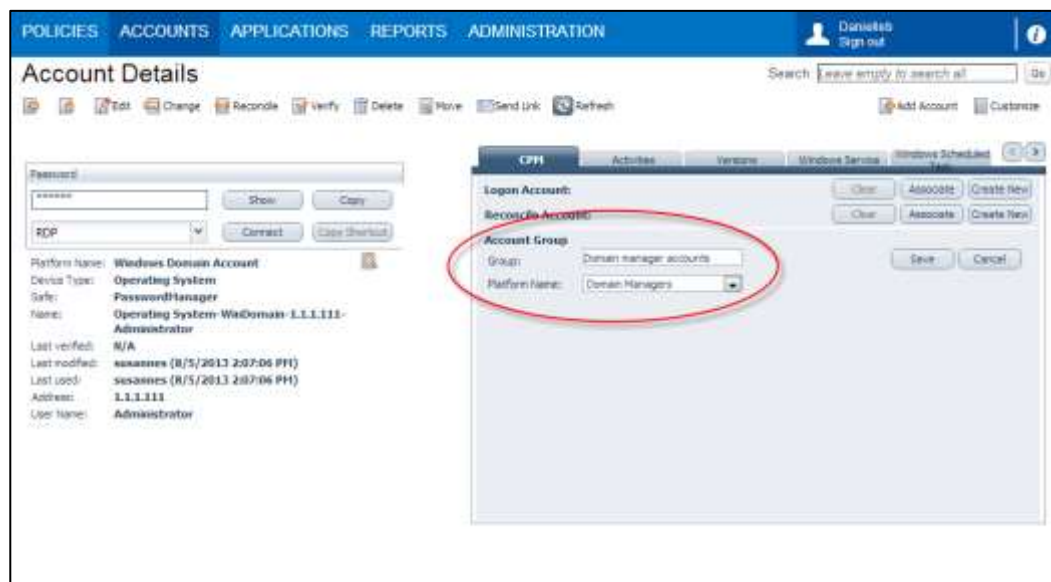 POLICIES ACCOUNTS APPLICATIONS REPORTS ADMINISTRATION
Danielleb
Sign out
Account Details
Search: Leave empty to search all Go
Edit Change Reconcile Verify Delete Move Send Link Refresh Add Account Customize
CPM Activities Versions Windows Service Windows Scheduled Task
Password
Logon Account: Clear Associate Create New
****** Show Copy
Reconcile Account: Clear Associate Create New
RDP Connect Copy Shortcut
Account Group
Group: Domain manager accounts Save Cancel
Platform Name: Domain Managers
Platform Name: Windows Domain Account
Device Type: Operating System
Safe: PasswordManager
Name: Operating System-WinDomain-1.1.1.111-
Administrator
Last verified: N/A
Last modified: susannes (8/5/2013 2:07:06 PM)
Last used: susannes (8/5/2013 2:07:06 PM)
Address: 1.1.1.111
User Name: Administrator